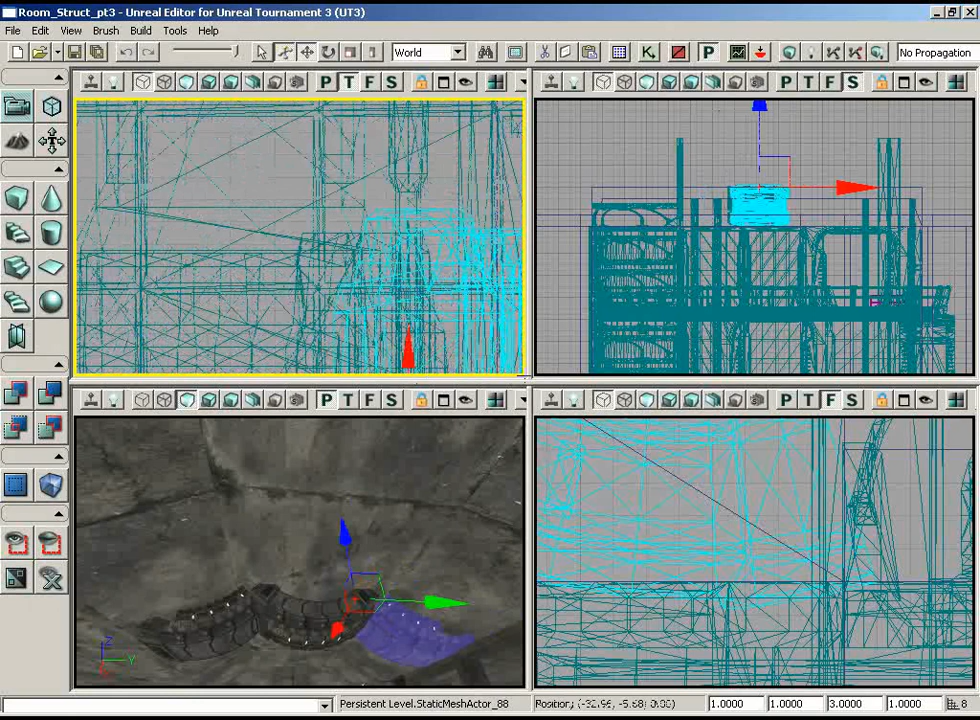 Room_Struct_pt3 - Unreal Editor for Unreal Tournament 3 (UT3)
File Edit View Brush Build Tools Help
World P No Propagation
P T F S P T F S
P T F S P T F S
Z Y
Persistent Level.StaticMeshActor_88 1.0000 1.0000 3.0000 1.0000 8